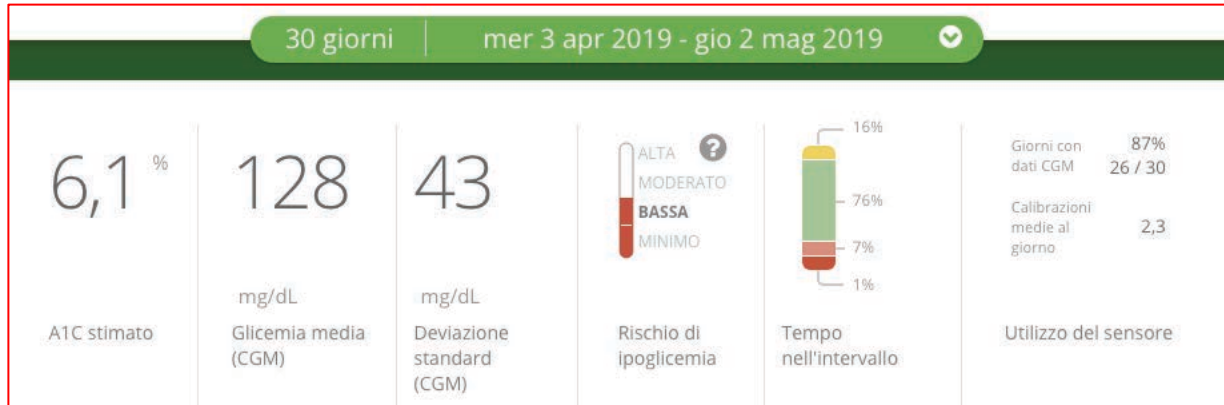 30 giorni mer 3 apr 2019 - gio 2 mag 2019
6,1 %
A1C stimato
128
mg/dL
Glicemia media
(CGM)
43
mg/dL
Deviazione
standard
(CGM)
ALTA ?
MODERATO
BASSA
MINIMO
Rischio di
ipoglicemia
16%
76%
7%
1%
Tempo
nell'intervallo
Giorni con 87%
dati CGM 26 / 30
Calibrazioni
medie al 2,3
giorno
Utilizzo del sensore